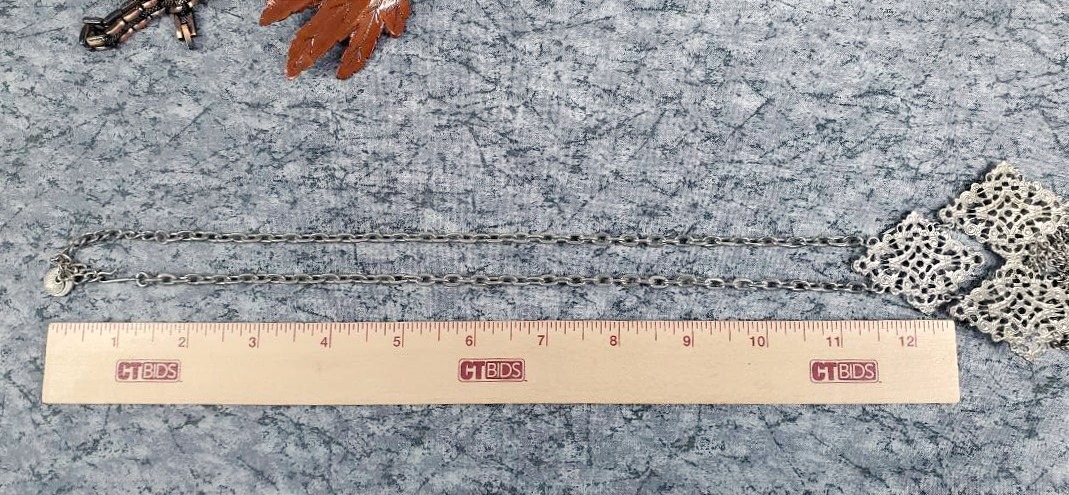 1 2 3 4 5 6 7 8 9 10 11 12
CTBIDS CTBIDS CTBIDS